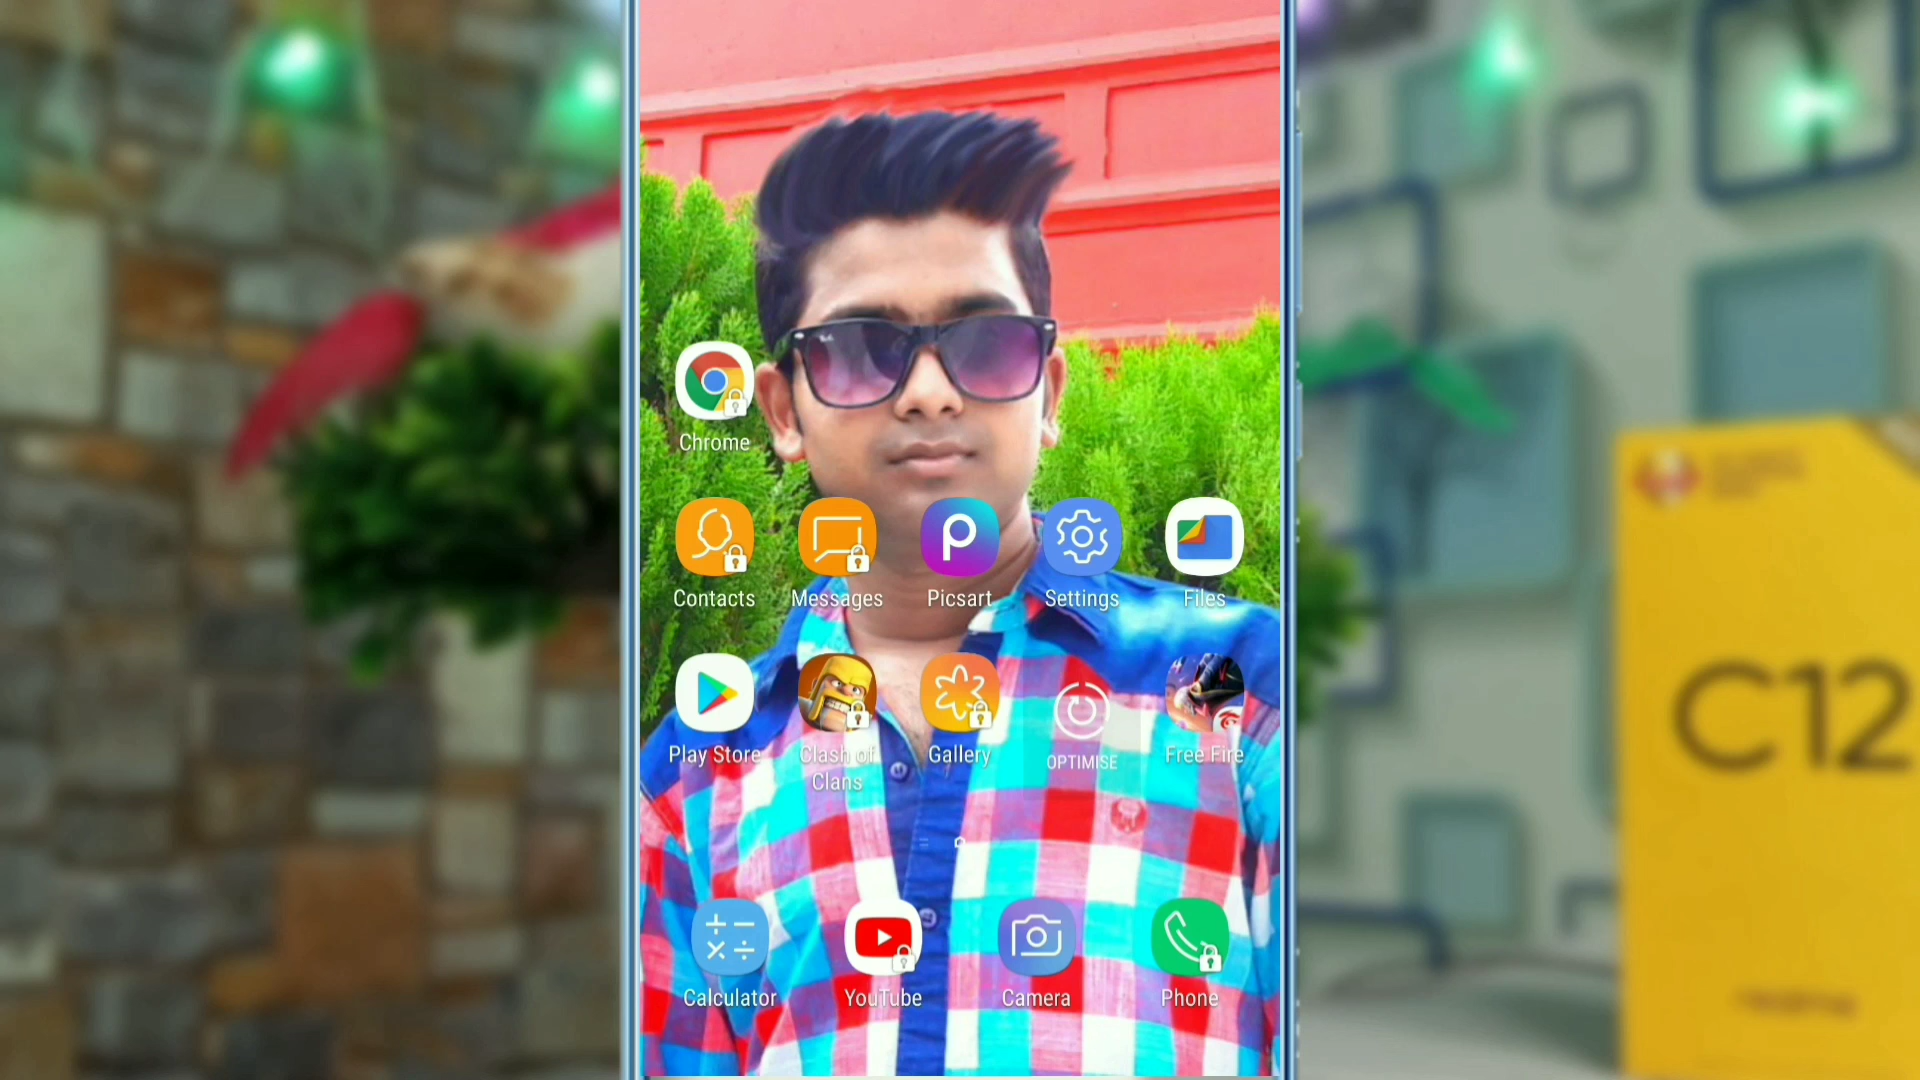 Chrome
Contacts
Messages
Picsart
Settings
Files
Play Store
Clash of
Clans
Gallery
OPTIMISE
Free Fire
Calculator
YouTube
Camera
Phone
C12
realme